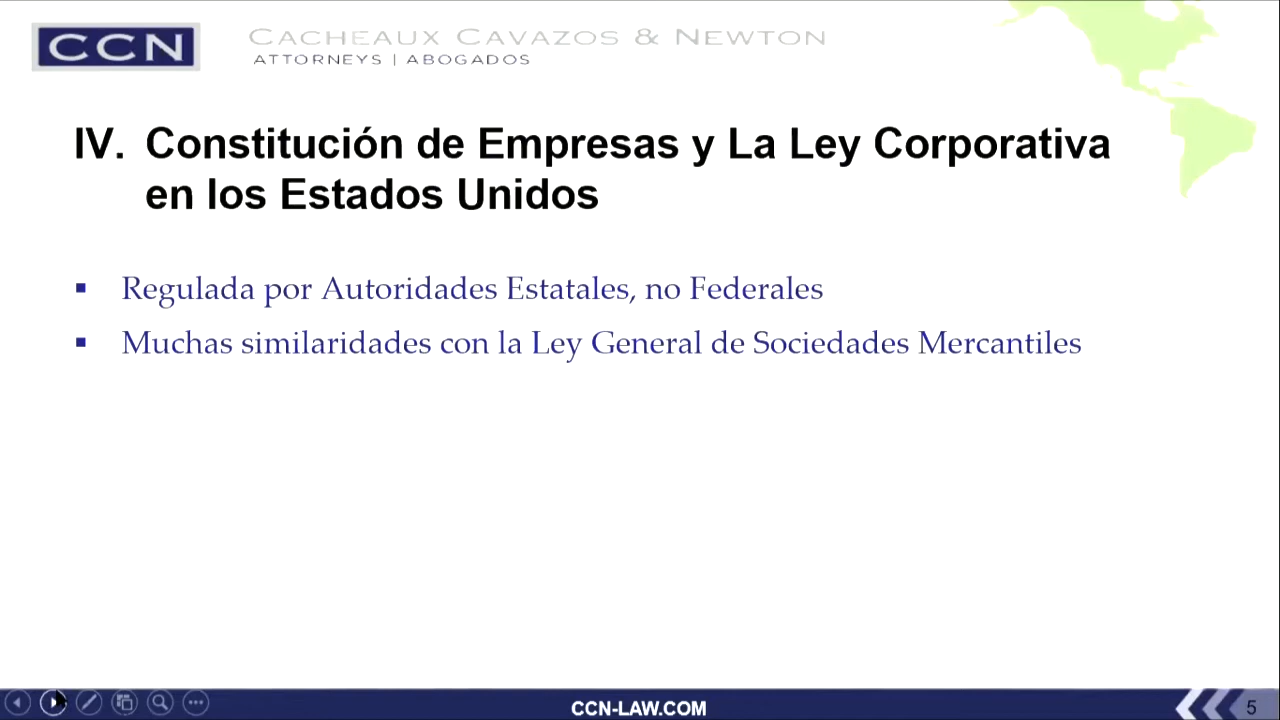 CCN
CACHEAUX CAVAZOS & NEWTON
ATTORNEYS | ABOGADOS
IV. Constitución de Empresas y La Ley Corporativa
en los Estados Unidos
▪ Regulada por Autoridades Estatales, no Federales
▪ Muchas similaridades con la Ley General de Sociedades Mercantiles
CCN-LAW.COM
5